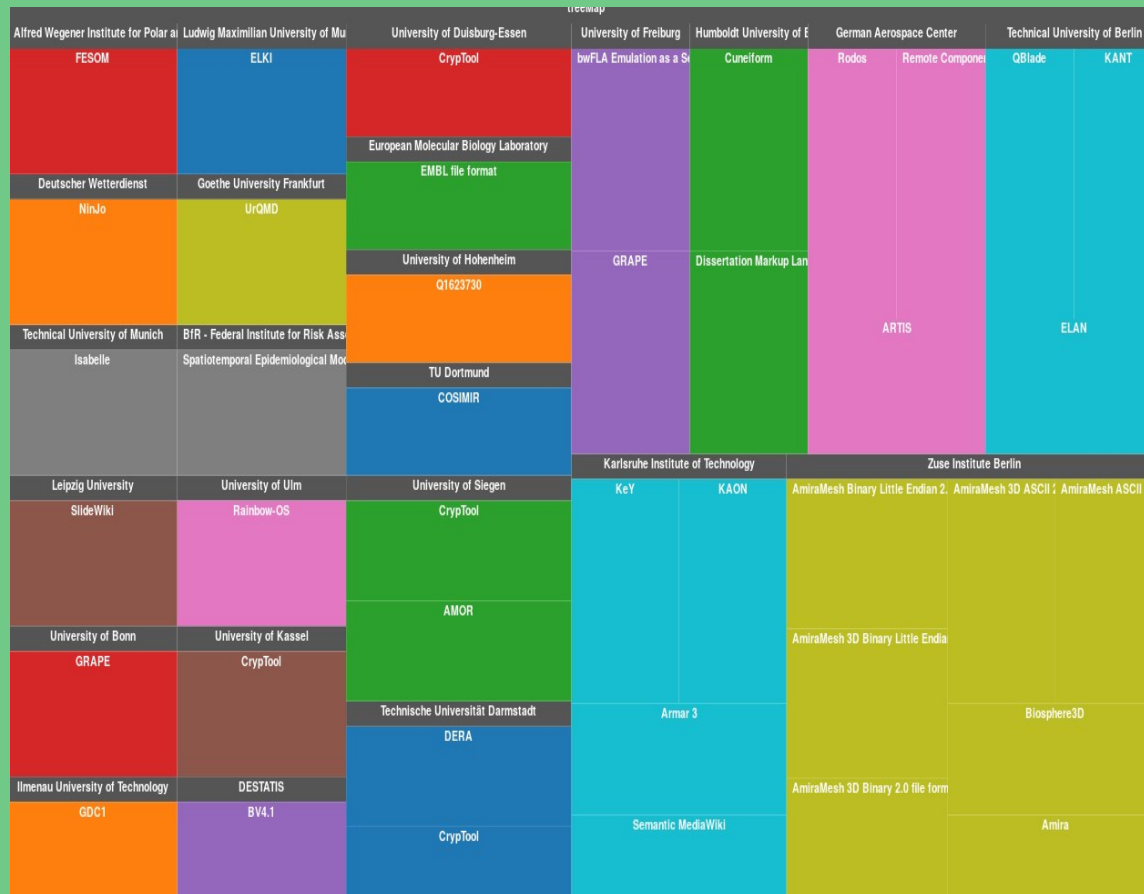 TreeMap
Alfred Wegener Institute for Polar a
FESOM
Ludwig Maximilian University of Mu
ELKI
Deutscher Wetterdienst
NinJo
Goethe University Frankfurt
UrQMD
Technical University of Munich
Isabelle
BfR - Federal Institute for Risk Ass
Spatiotemporal Epidemiological Mo
Leipzig University
SlideWiki
University of Ulm
Rainbow-OS
University of Bonn
GRAPE
University of Kassel
CrypTool
Ilmenau University of Technology
GDC1
DESTATIS
BV4.1
University of Duisburg-Essen
CrypTool
European Molecular Biology Laboratory
EMBL file format
University of Hohenheim
Q1623730
TU Dortmund
COSIMIR
University of Siegen
CrypTool
AMOR
Technische Universität Darmstadt
DERA
CrypTool
University of Freiburg
bwFLA Emulation as a S
GRAPE
Humboldt University of B
Cuneiform
Dissertation Markup Lan
German Aerospace Center
Rodos
Remote Compone
ARTIS
Technical University of Berlin
QBlade
KANT
ELAN
Karlsruhe Institute of Technology
KeY
KAON
Armar 3
Semantic MediaWiki
Zuse Institute Berlin
AmiraMesh Binary Little Endian 2.
AmiraMesh 3D ASCII 2
AmiraMesh ASCII
AmiraMesh 3D Binary Little Endia
Biosphere3D
AmiraMesh 3D Binary 2.0 file form
Amira